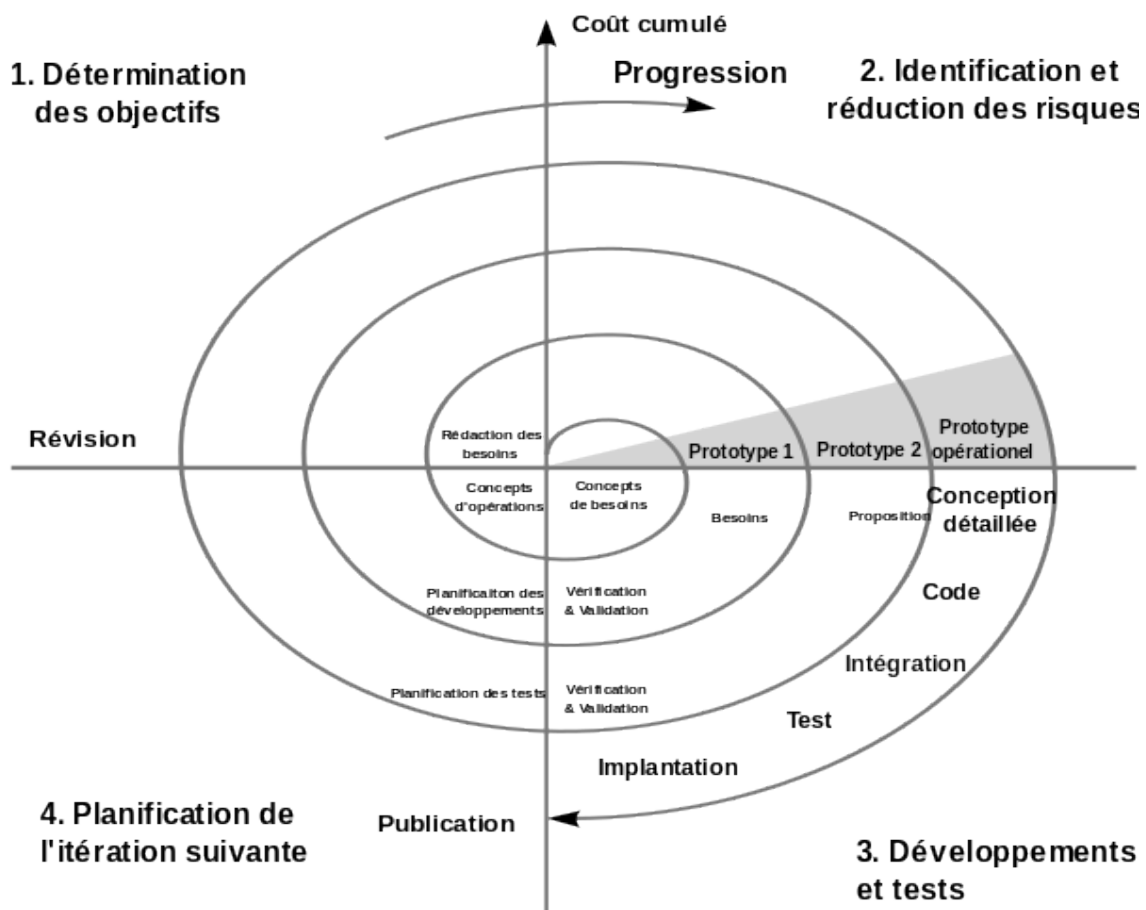 Coût cumulé
Progression
1. Détermination
des objectifs
2. Identification et
réduction des risques
Révision
Rédaction des
besoins
Prototype 1
Prototype 2
Prototype
opérationel
Concepts
d'opérations
Concepts
de besoins
Besoins
Proposition
Conception
détaillée
Planificaiton des
développements
Vérification
& Validation
Code
Intégration
Planification des tests
Vérification
& Validation
Test
Implantation
Publication
4. Planification de
l'itération suivante
3. Développements
et tests